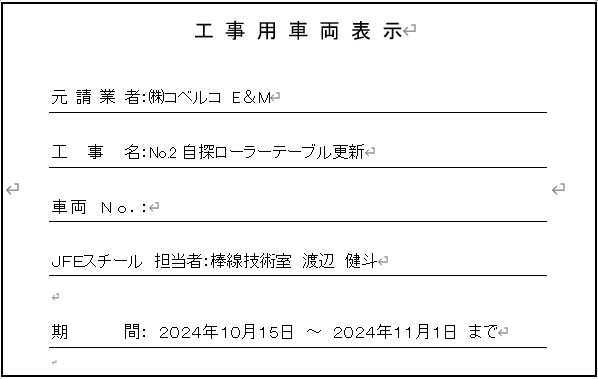 工事用車両表示
元請業者:㈱コベルコ E＆M
工事名:No.2 自探ローラーテーブル更新
車両 No.:
JFEスチール 担当者:棒線技術室 渡辺 健斗
期間: 2024年10月15日 ～ 2024年11月1日 まで